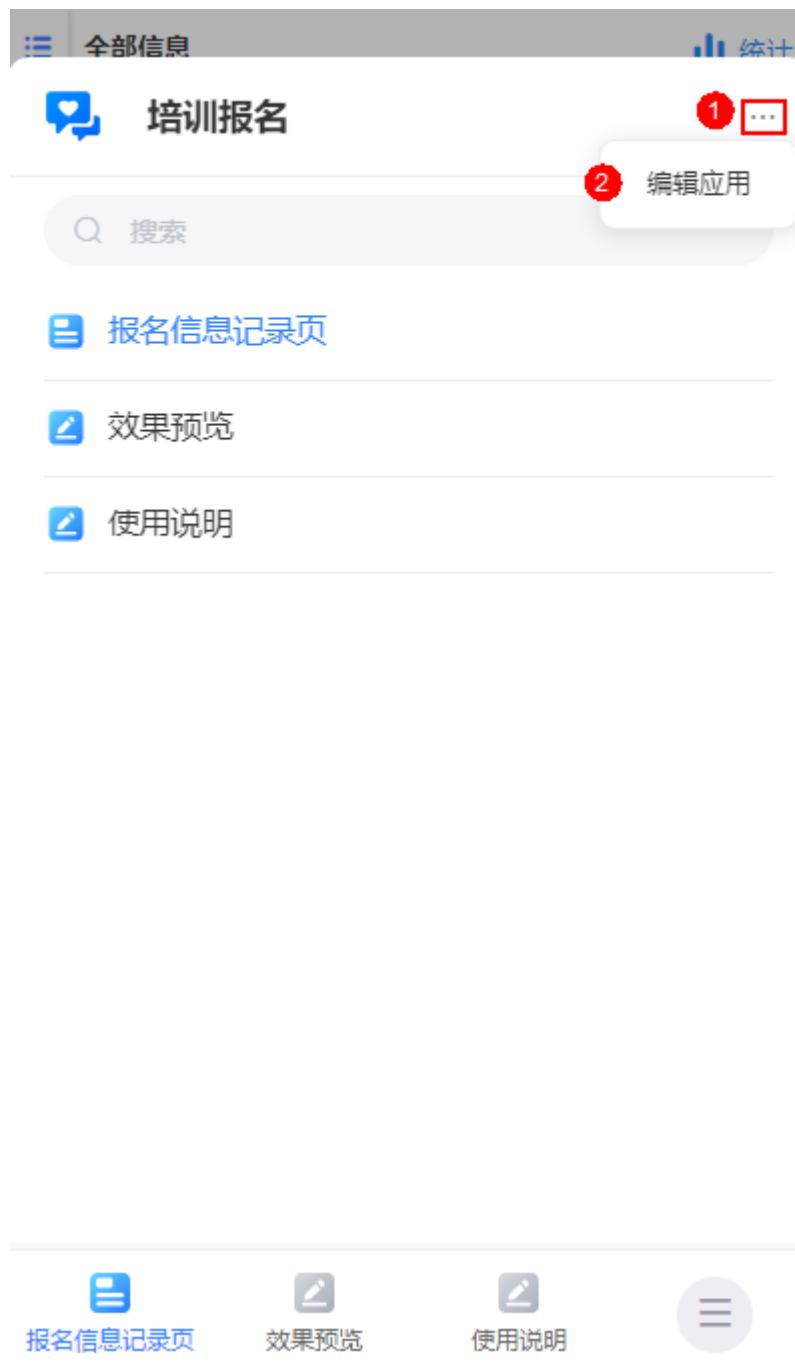 全部信息
统计
培训报名
1
...
2
编辑应用
搜索
报名信息记录页
效果预览
使用说明
报名信息记录页
效果预览
使用说明